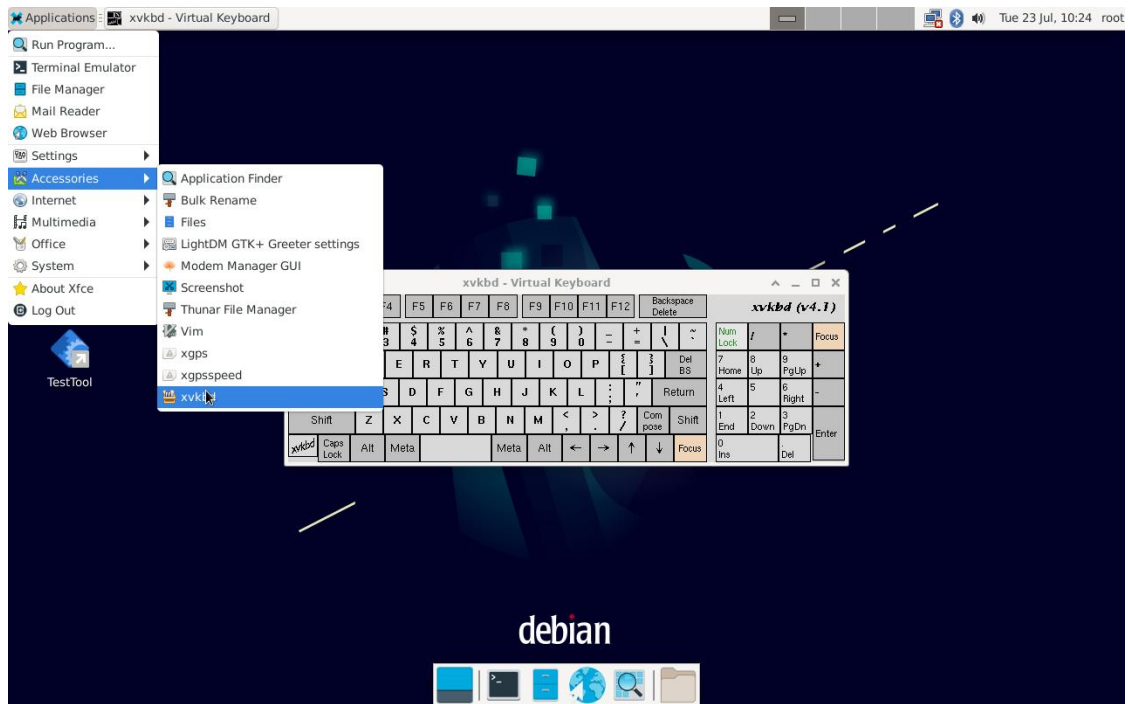 Applications xvkbd - Virtual Keyboard Tue 23 Jul, 10:24 root
Run Program...
Terminal Emulator
File Manager
Mail Reader
Web Browser
Settings
Accessories
Internet
Multimedia
Office
System
About Xfce
Log Out
Application Finder
Bulk Rename
Files
LightDM GTK+ Greeter settings
Modem Manager GUI
Screenshot
Thunar File Manager
Vim
xgps
xgpsspeed
xvkbd
TestTool
xvkbd - Virtual Keyboard
F4 F5 F6 F7 F8 F9 F10 F11 F12 Backspace Delete xvkbd (v4.1)
# $ % ^ & * ( ) _ + | ~
3 4 5 6 7 8 9 0 - = \ `
Num Lock / * Focus
E R T Y U I O P { [ } ] Del BS 7 Home 8 Up 9 PgUp +
S D F G H J K L : ; " ' Return 4 Left 5 6 Right -
Shift Z X C V B N M < , > . ? / Com pose Shift 1 End 2 Down 3 PgDn Enter
xvkbd Caps Lock Alt Meta Meta Alt ← → ↑ ↓ Focus 0 Ins . Del
debian